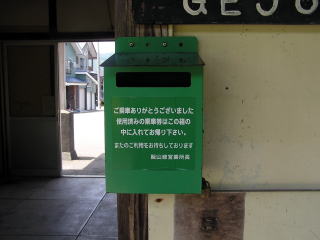 GEJO
ご乗車ありがとうございました
使用済みの乗車券はこの箱の
中に入れてお帰り下さい。
またのご利用をお待ちしております
飯山線営業所長